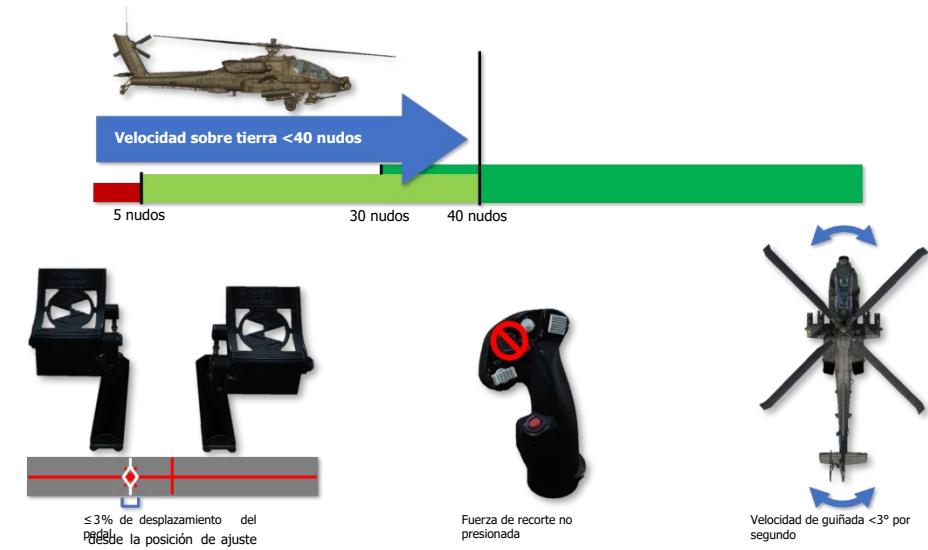 Velocidad sobre tierra <40 nudos
5 nudos
30 nudos
40 nudos
≤3% de desplazamiento del
pedal
desde la posición de ajuste
Fuerza de recorte no
presionada
Velocidad de guiñada <3° por
segundo